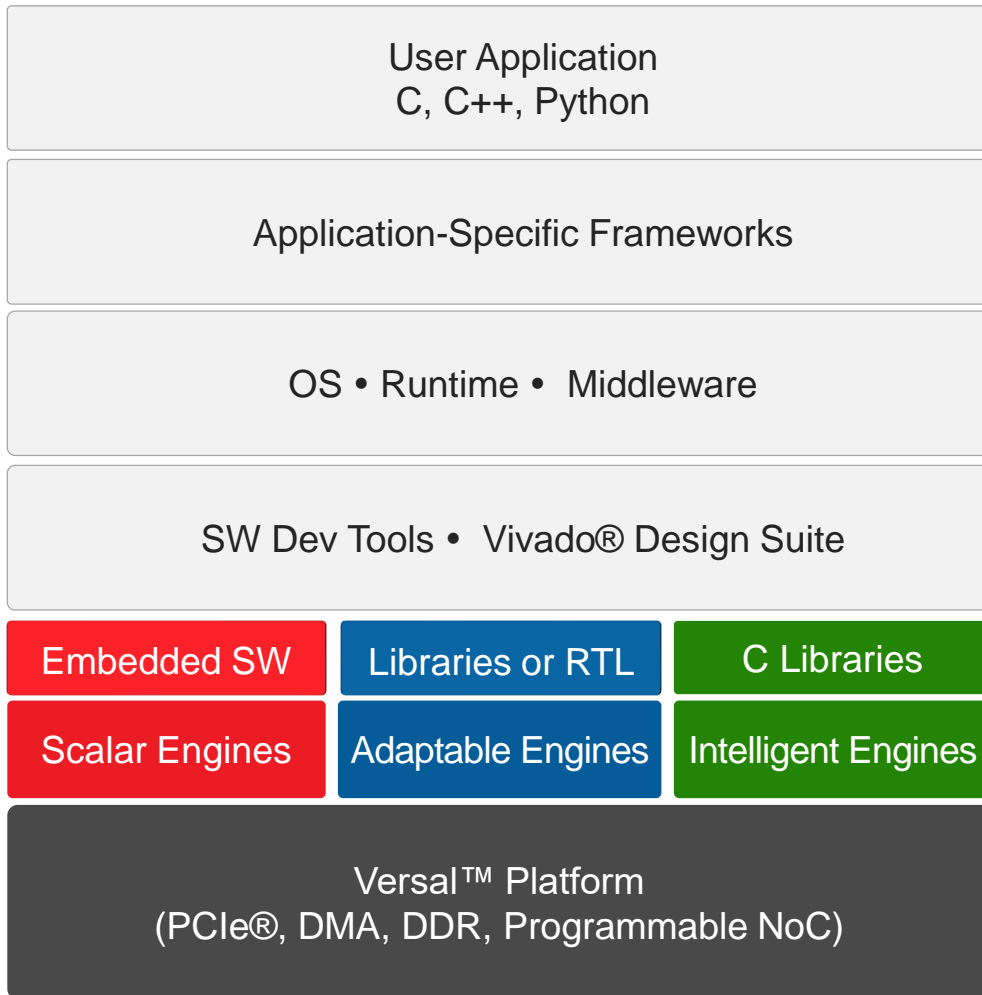 User Application
C, C++, Python
Application-Specific Frameworks
OS • Runtime • Middleware
SW Dev Tools • Vivado® Design Suite
Embedded SW
Libraries or RTL
C Libraries
Scalar Engines
Adaptable Engines
Intelligent Engines
Versal™ Platform
(PCIe®, DMA, DDR, Programmable NoC)